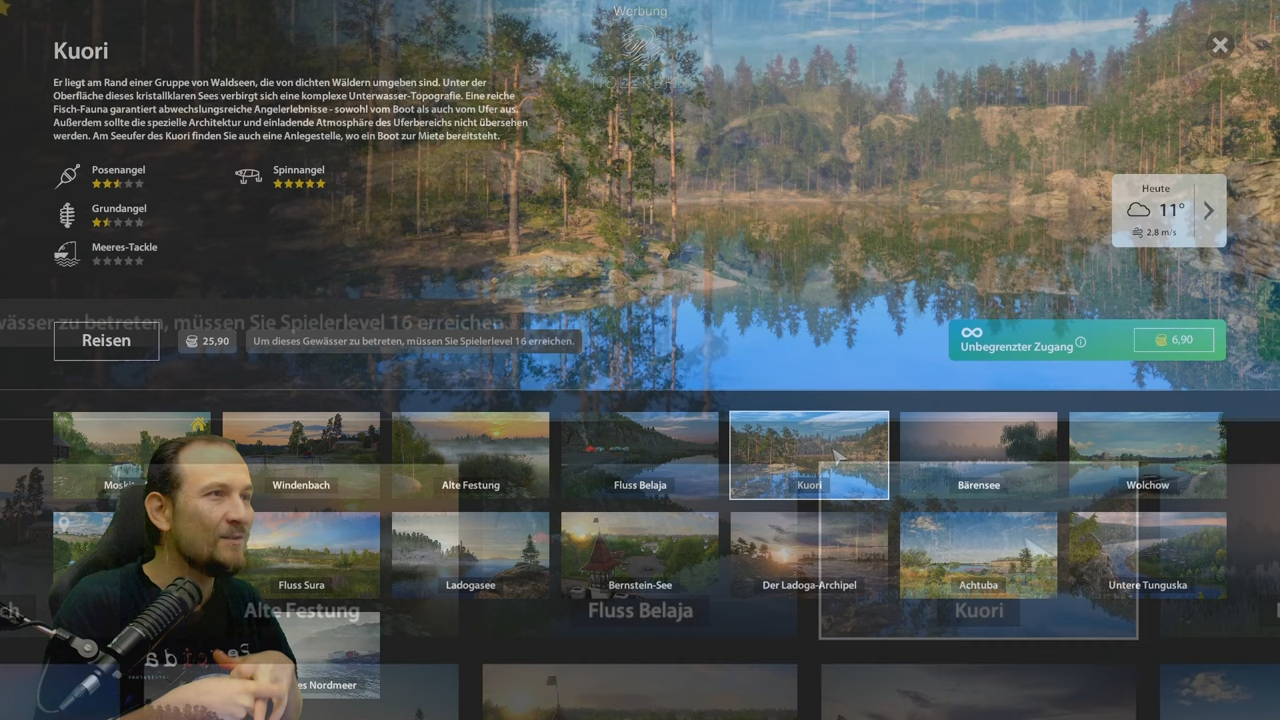 Werbung
Kuori
Er liegt am Rand einer Gruppe von Waldseen, die von dichten Wäldern umgeben sind. Unter der
Oberfläche dieses kristallklaren Sees verbirgt sich eine komplexe Unterwasser-Topografie. Eine reiche
Fisch-Fauna garantiert abwechslungsreiche Angelerlebnisse - sowohl vom Boot als auch vom Ufer aus.
Außerdem sollte die spezielle Architektur und einladende Atmosphäre des Uferbereichs nicht übersehen
werden. Am Seeufer des Kuori finden Sie auch eine Anlegestelle, wo ein Boot zur Miete bereitsteht.
Posenangel
Spinnangel
Grundangel
Meeres-Tackle
Heute
11°
2,8 m/s
zu betreten, müssen Sie Spielerlevel 16 erreichen.
Reisen
25,90
Um dieses Gewässer zu betreten, müssen Sie Spielerlevel 16 erreichen.
Unbegrenzter Zugang
6,90
Windenbach
Alte Festung
Fluss Belaja
Kuori
Bärensee
Wolchow
Fluss Sura
Ladogasee
Bernstein-See
Der Ladoga-Archipel
Achtuba
Untere Tunguska
ch
Alte Festung
Fluss Belaja
Kuori
es Nordmeer